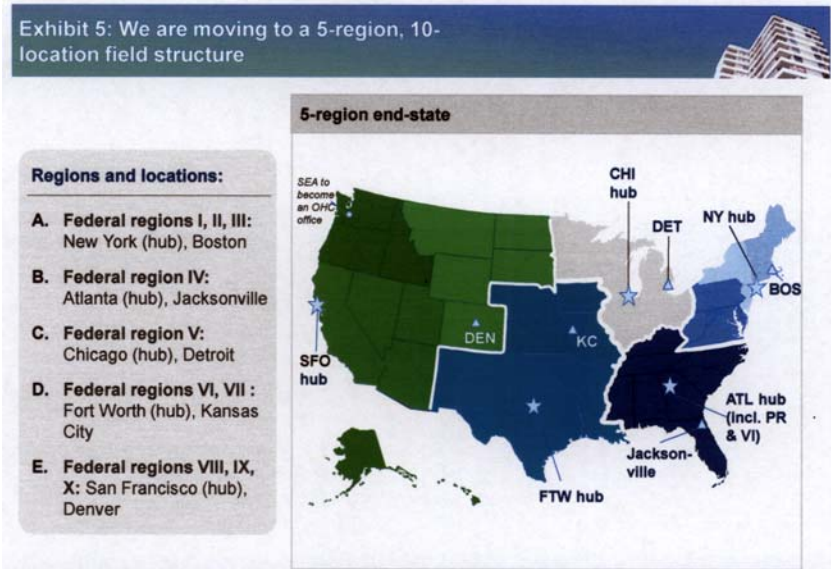 Exhibit 5: We are moving to a 5-region, 10-
location field structure
5-region end-state
Regions and locations:
A. Federal regions I, II, III:
New York (hub), Boston
B. Federal region IV:
Atlanta (hub), Jacksonville
C. Federal region V:
Chicago (hub), Detroit
D. Federal regions VI, VII :
Fort Worth (hub), Kansas
City
E. Federal regions VIII, IX,
X: San Francisco (hub),
Denver
SEA to
become
an OHC
office
CHI
hub
DET
NY hub
BOS
DEN
KC
SFO
hub
ATL hub
(incl. PR
& VI)
Jackson-
ville
FTW hub